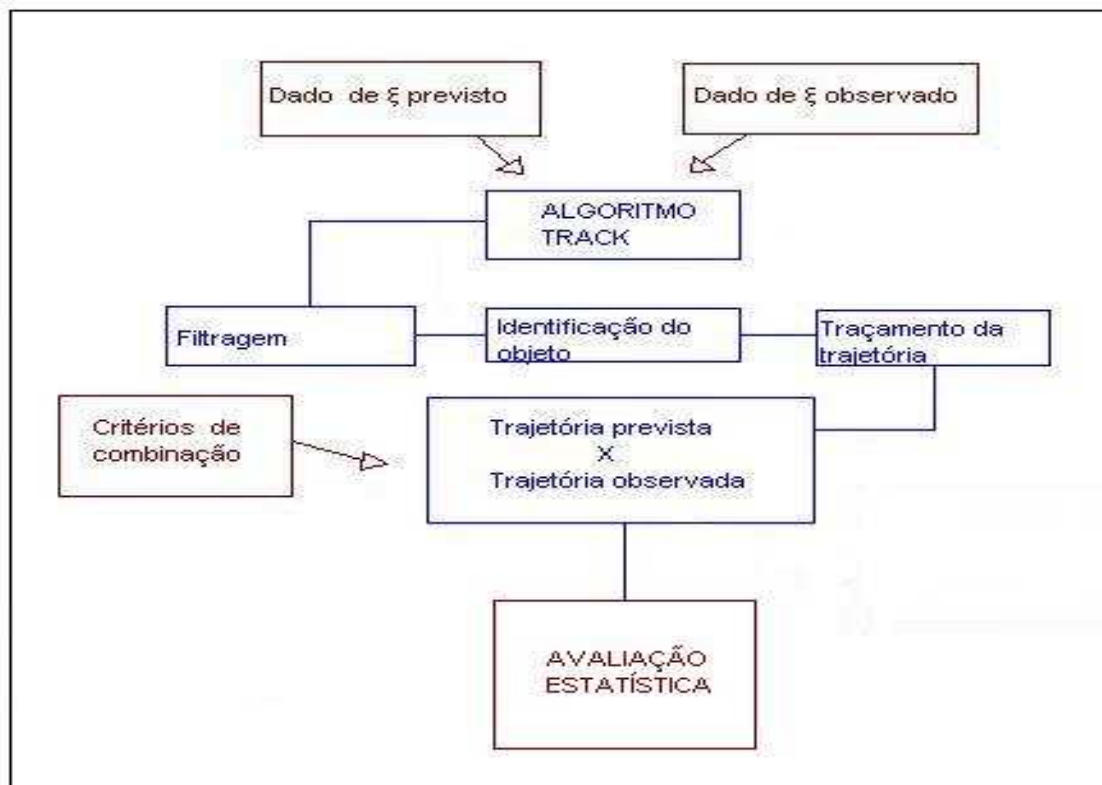 Dado de ξ previsto
Dado de ξ observado
ALGORITMO
TRACK
Filtragem
Identificação do
objeto
Traçamento da
trajetória
Critérios de
combinação
Trajetória prevista
X
Trajetória observada
AVALIAÇÃO
ESTATÍSTICA